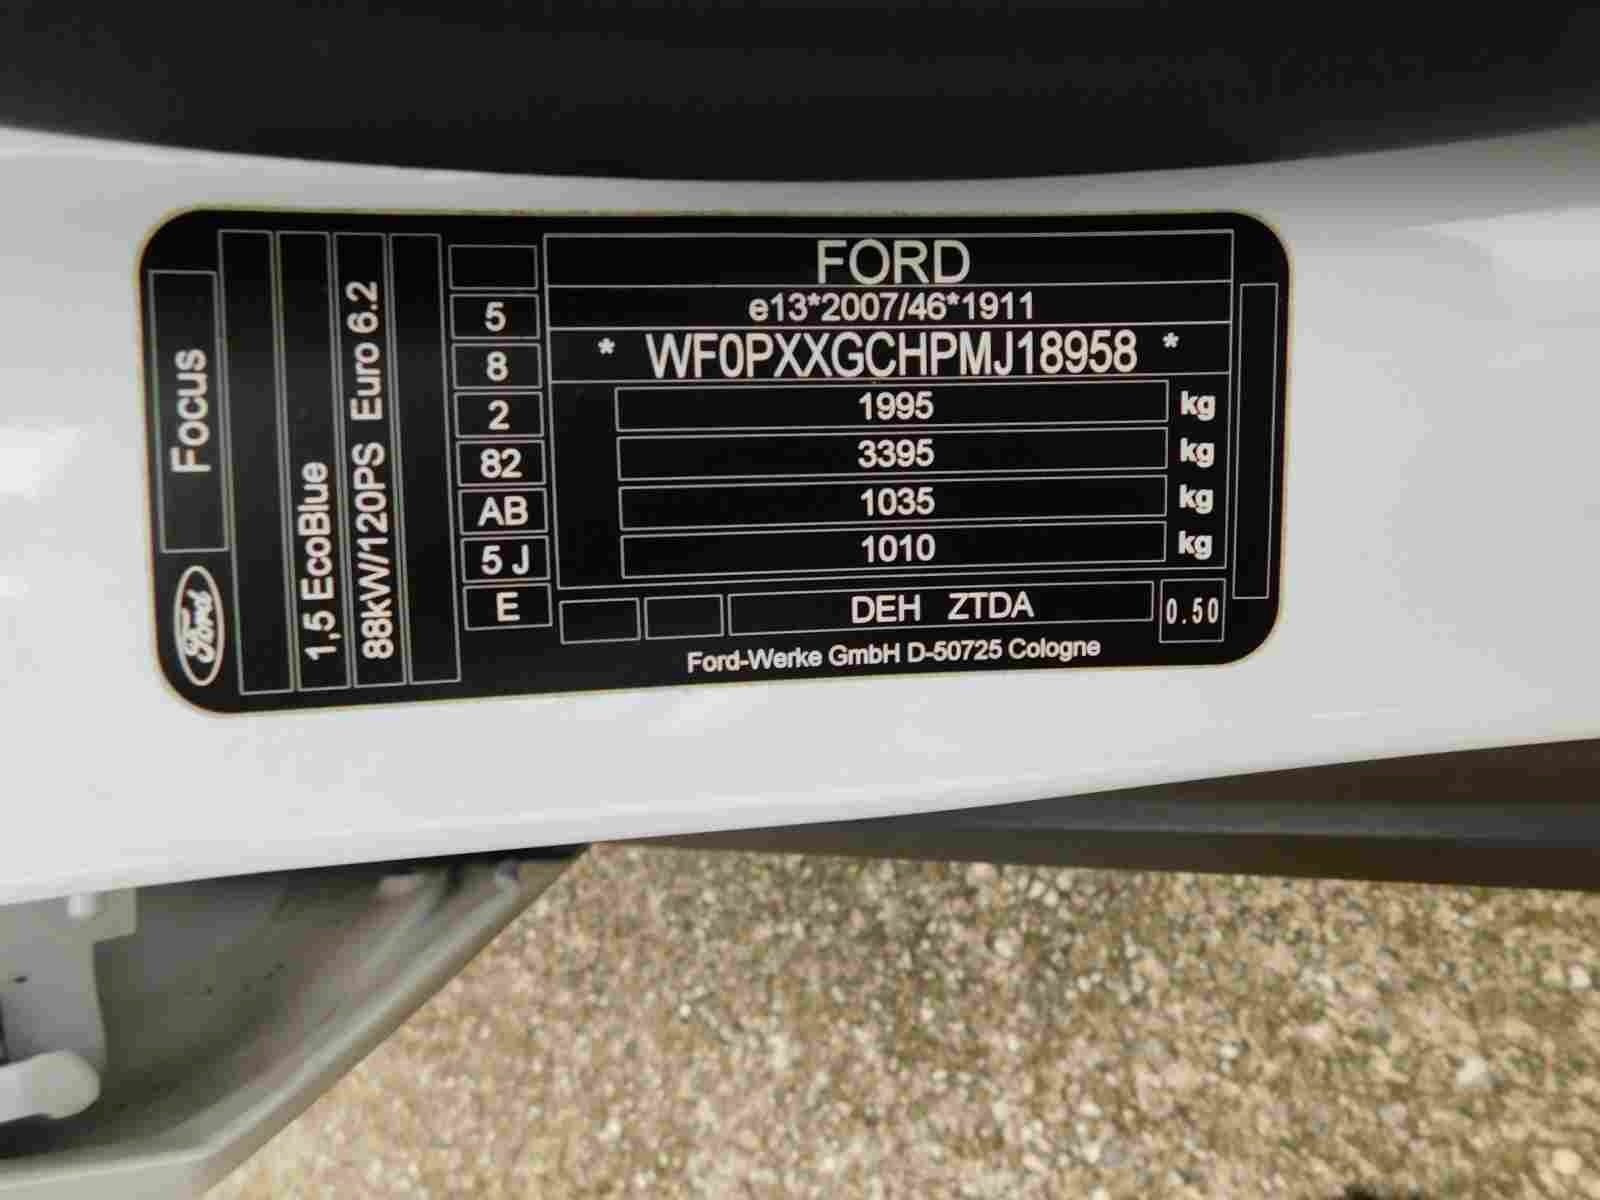 Focus
Ford
1,5 EcoBlue
88kW/120PS Euro 6.2
5
8
2
82
AB
5 J
E
FORD
e13*2007/46*1911
* WF0PXXGCHPMJ18958 *
1995 kg
3395 kg
1035 kg
1010 kg
DEH ZTDA
0.50
Ford-Werke GmbH D-50725 Cologne